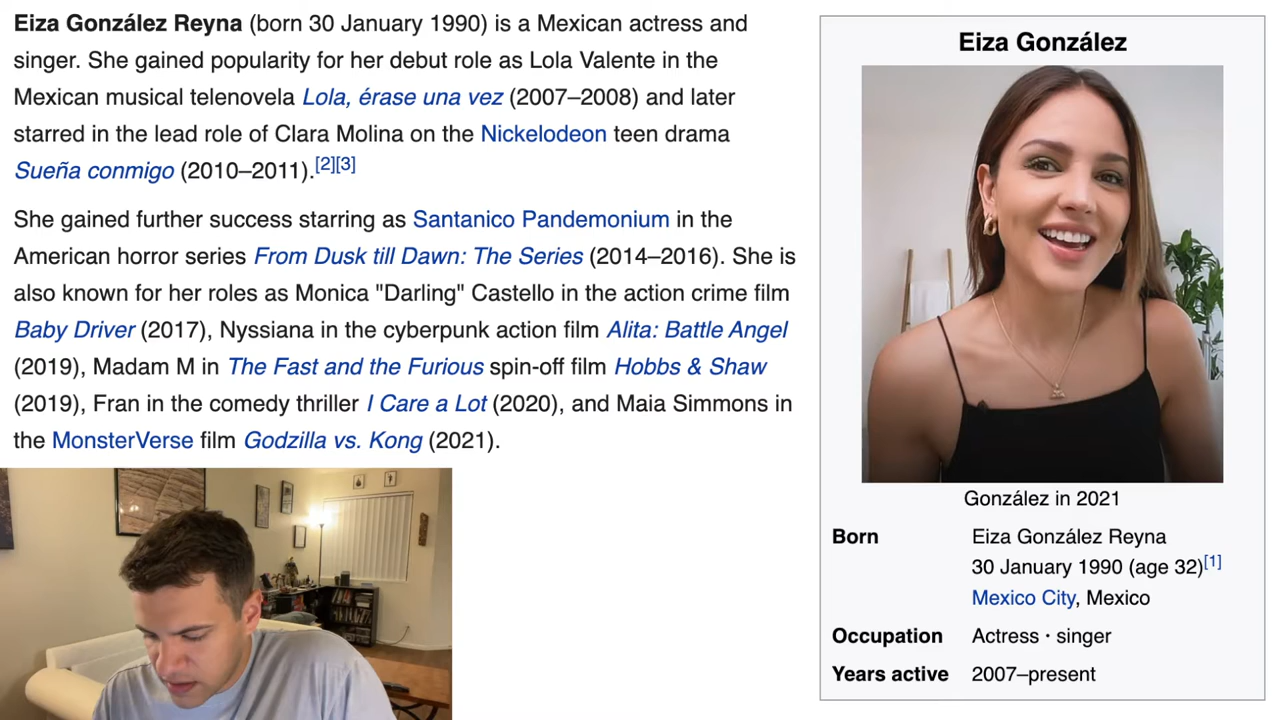 Eiza González Reyna (born 30 January 1990) is a Mexican actress and
singer. She gained popularity for her debut role as Lola Valente in the
Mexican musical telenovela Lola, érase una vez (2007–2008) and later
starred in the lead role of Clara Molina on the Nickelodeon teen drama
Sueña conmigo (2010–2011).[2][3]
She gained further success starring as Santanico Pandemonium in the
American horror series From Dusk till Dawn: The Series (2014–2016). She is
also known for her roles as Monica "Darling" Castello in the action crime film
Baby Driver (2017), Nyssiana in the cyberpunk action film Alita: Battle Angel
(2019), Madam M in The Fast and the Furious spin-off film Hobbs & Shaw
(2019), Fran in the comedy thriller I Care a Lot (2020), and Maia Simmons in
the MonsterVerse film Godzilla vs. Kong (2021).
Eiza González
González in 2021
Born Eiza González Reyna
30 January 1990 (age 32)[1]
Mexico City, Mexico
Occupation Actress · singer
Years active 2007–present